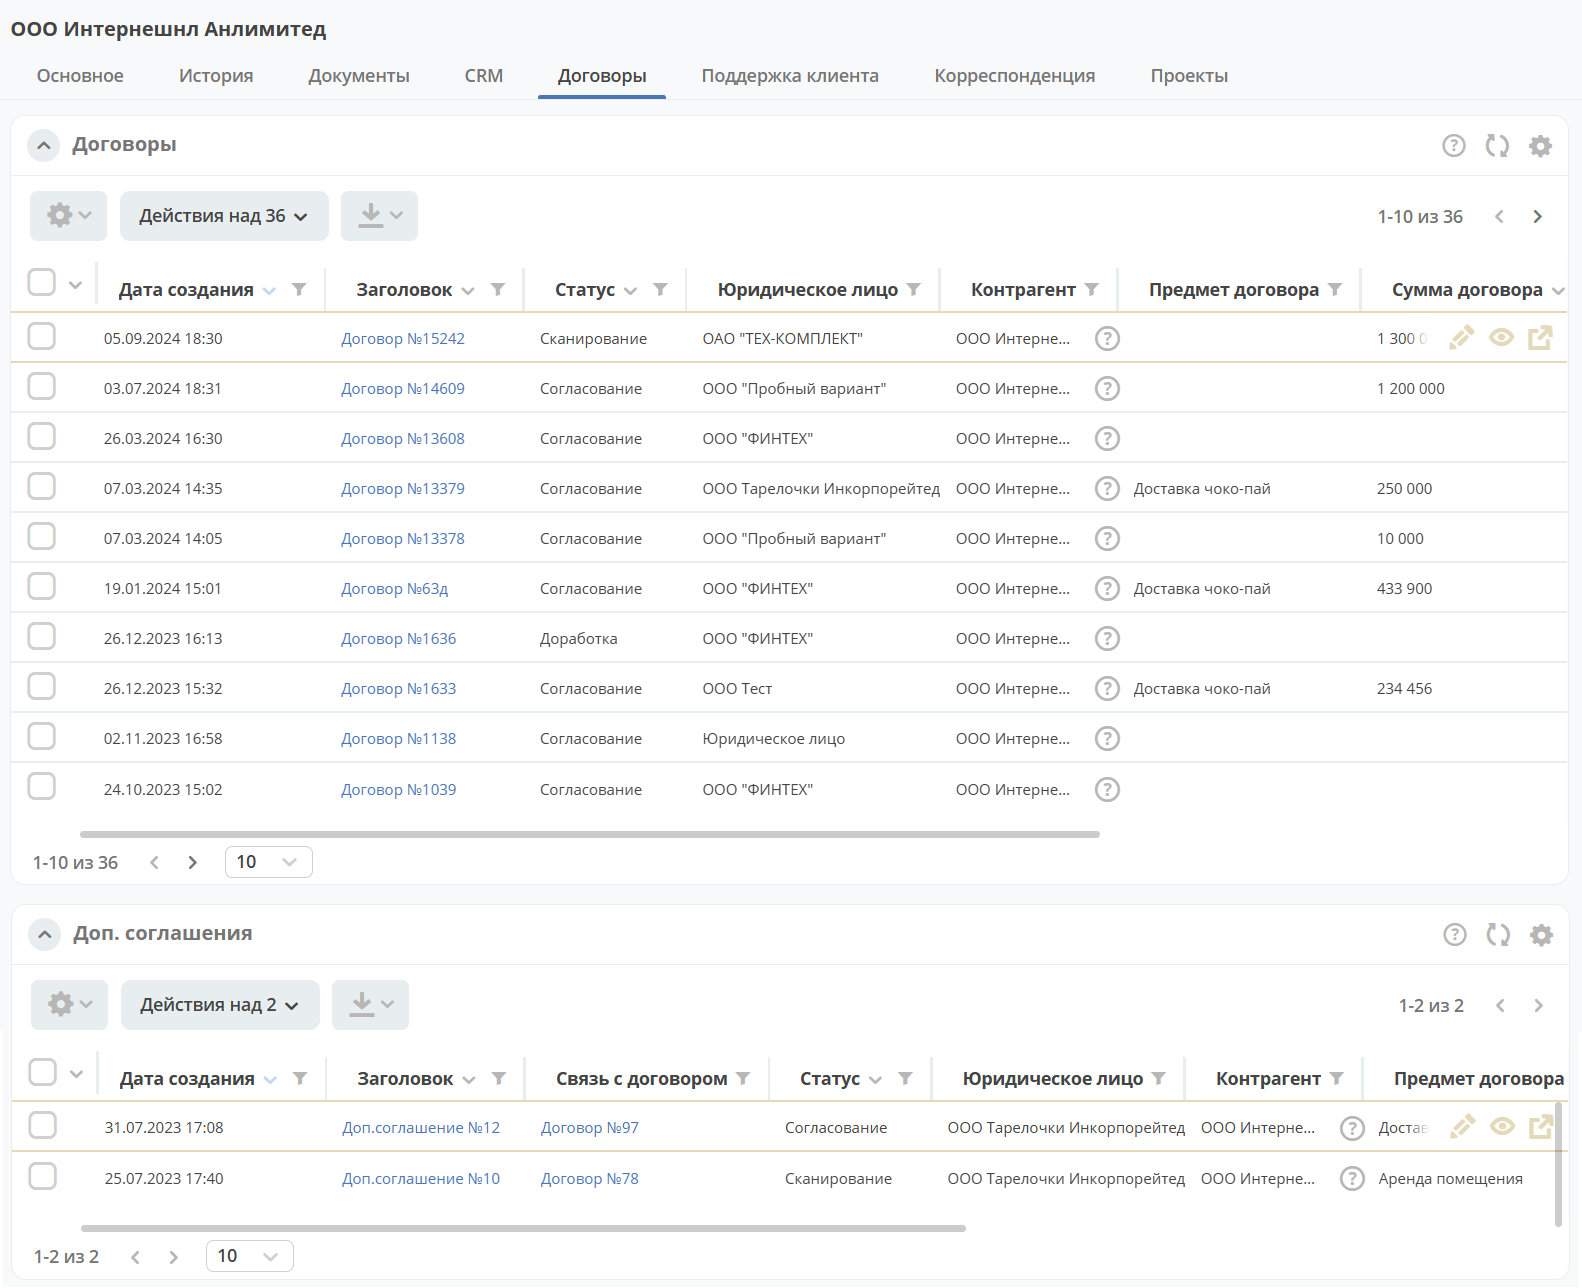 ООО Интернешнл Анлимитед
Основное История Документы CRM Договоры Поддержка клиента Корреспонденция Проекты
Договоры
Действия над 36 1-10 из 36
Дата создания Заголовок Статус Юридическое лицо Контрагент Предмет договора Сумма договора
05.09.2024 18:30 Договор №15242 Сканирование ОАО "ТЕХ-КОМПЛЕКТ" ООО Интерне... 1 300 0
03.07.2024 18:31 Договор №14609 Согласование ООО "Пробный вариант" ООО Интерне... 1 200 000
26.03.2024 16:30 Договор №13608 Согласование ООО "ФИНТЕХ" ООО Интерне...
07.03.2024 14:35 Договор №13379 Согласование ООО Тарелочки Инкорпорейтед ООО Интерне... Доставка чоко-пай 250 000
07.03.2024 14:05 Договор №13378 Согласование ООО "Пробный вариант" ООО Интерне... 10 000
19.01.2024 15:01 Договор №63д Согласование ООО "ФИНТЕХ" ООО Интерне... Доставка чоко-пай 433 900
26.12.2023 16:13 Договор №1636 Доработка ООО "ФИНТЕХ" ООО Интерне...
26.12.2023 15:32 Договор №1633 Согласование ООО Тест ООО Интерне... Доставка чоко-пай 234 456
02.11.2023 16:58 Договор №1138 Согласование Юридическое лицо ООО Интерне...
24.10.2023 15:02 Договор №1039 Согласование ООО "ФИНТЕХ" ООО Интерне...
1-10 из 36 10
Доп. соглашения
Действия над 2 1-2 из 2
Дата создания Заголовок Связь с договором Статус Юридическое лицо Контрагент Предмет договора
31.07.2023 17:08 Доп.соглашение №12 Договор №97 Согласование ООО Тарелочки Инкорпорейтед ООО Интерне... Достав
25.07.2023 17:40 Доп.соглашение №10 Договор №78 Сканирование ООО Тарелочки Инкорпорейтед ООО Интерне... Аренда помещения
1-2 из 2 10